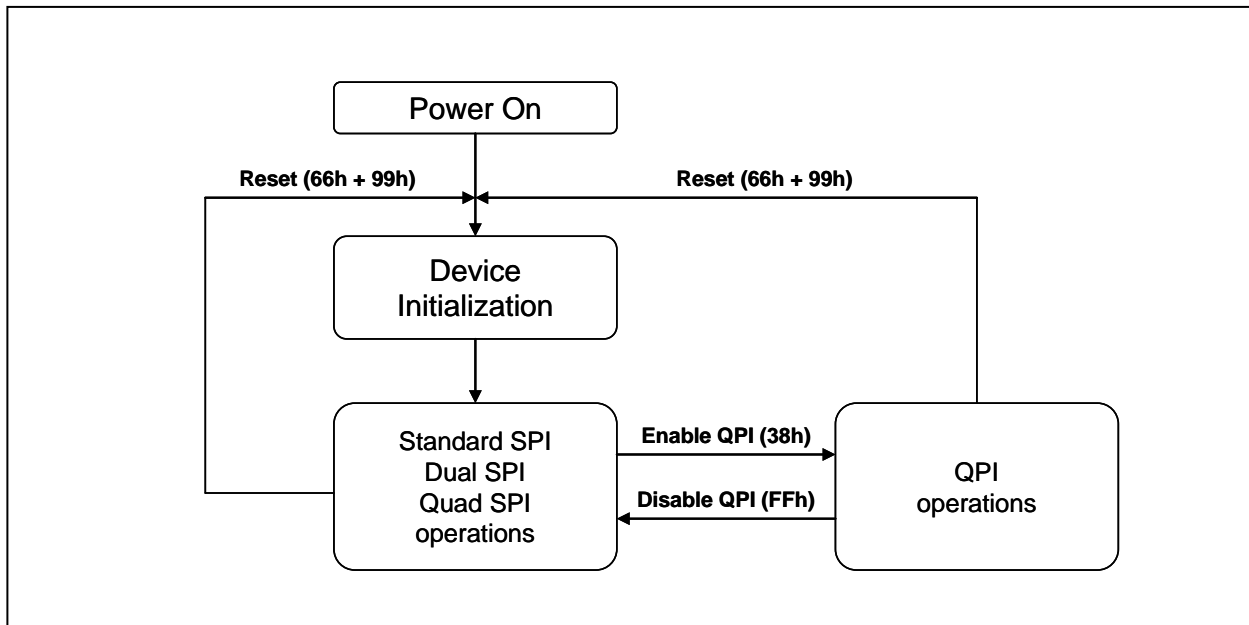 Power On
Reset (66h + 99h)
Reset (66h + 99h)
Device
Initialization
Standard SPI
Dual SPI
Quad SPI
operations
Enable QPI (38h)
Disable QPI (FFh)
QPI
operations